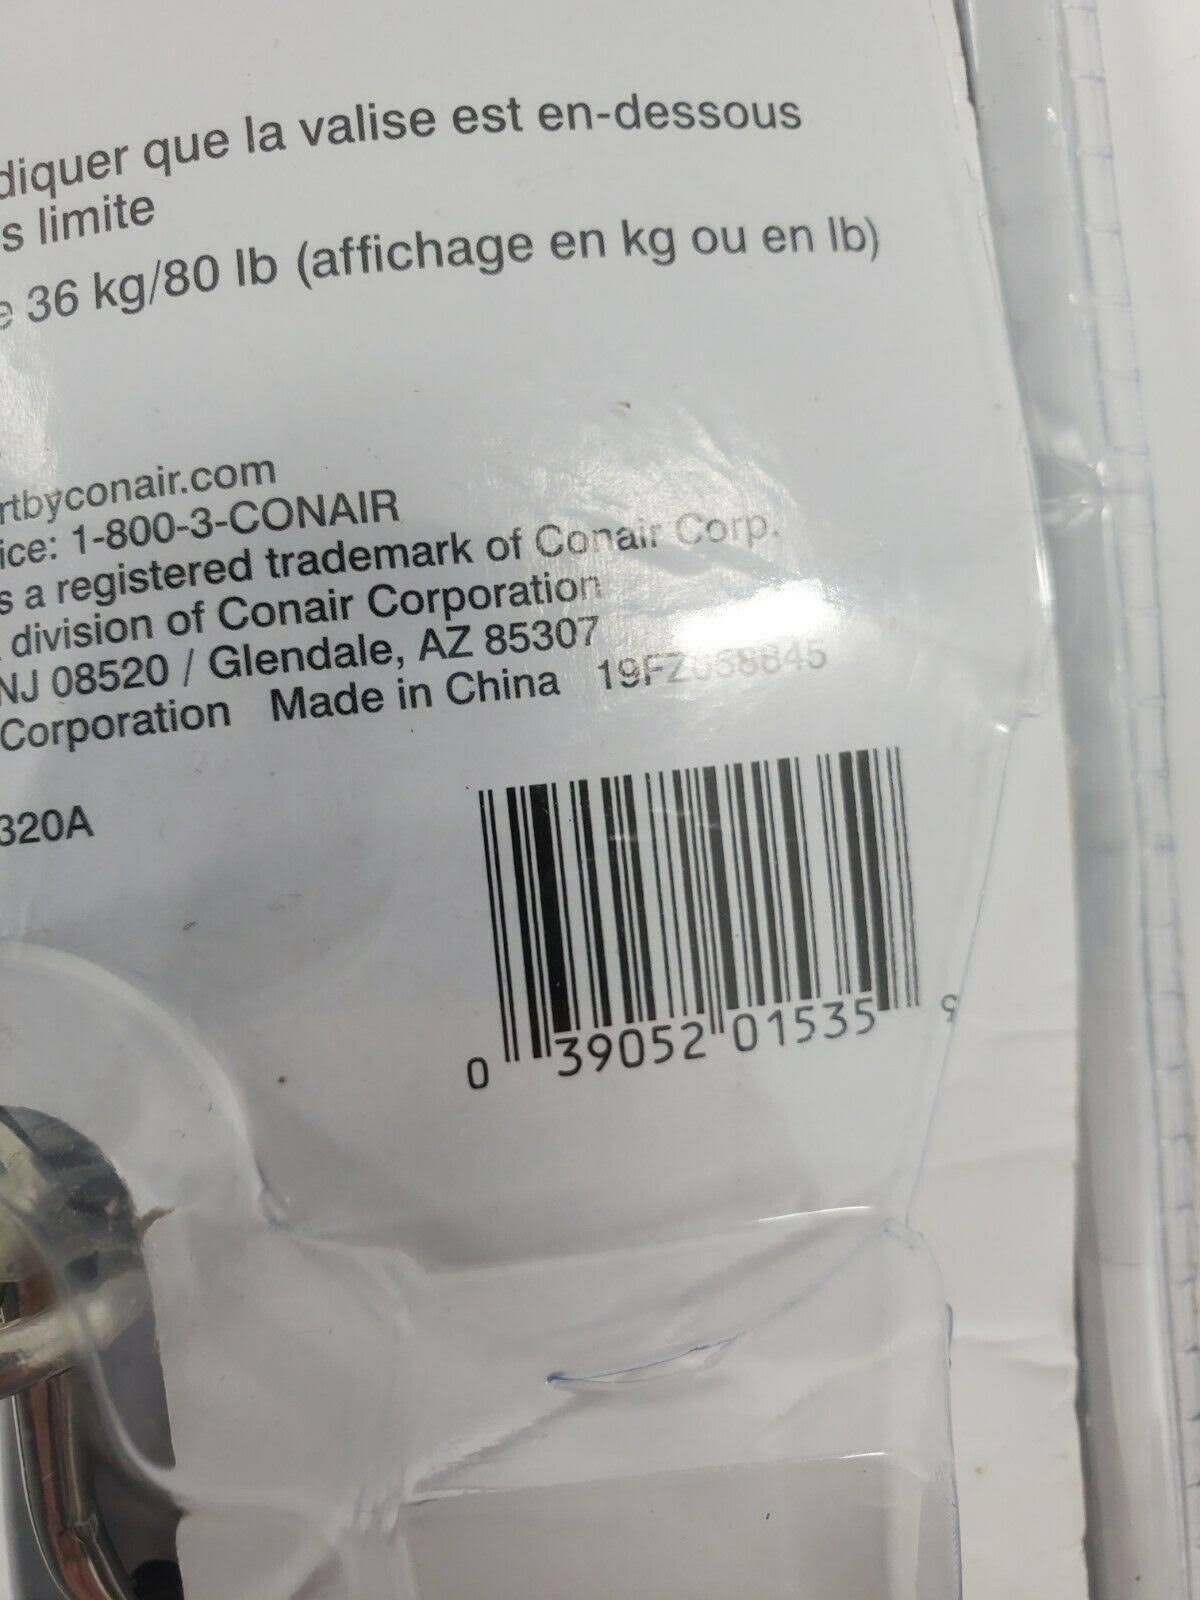 diquer que la valise est en-dessous
s limite
e 36 kg/80 lb (affichage en kg ou en lb)
rtbyconair.com
ice: 1-800-3-CONAIR
s a registered trademark of Conair Corp.
division of Conair Corporation
NJ 08520 / Glendale, AZ 85307
Corporation Made in China
320A
0 39052 01535 9